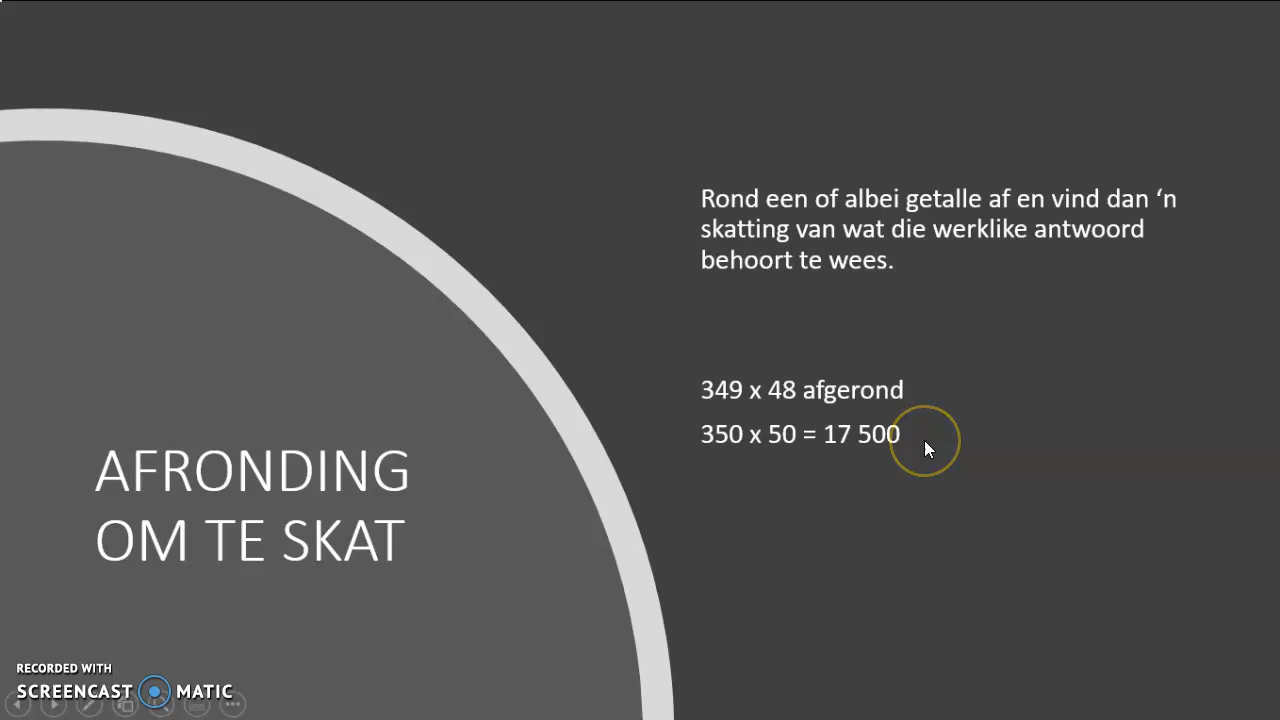 Rond een of albei getalle af en vind dan ‘n
skatting van wat die werklike antwoord
behoort te wees.
349 x 48 afgerond
350 x 50 = 17 500
AFRONDING
OM TE SKAT
RECORDED WITH
SCREENCAST MATIC